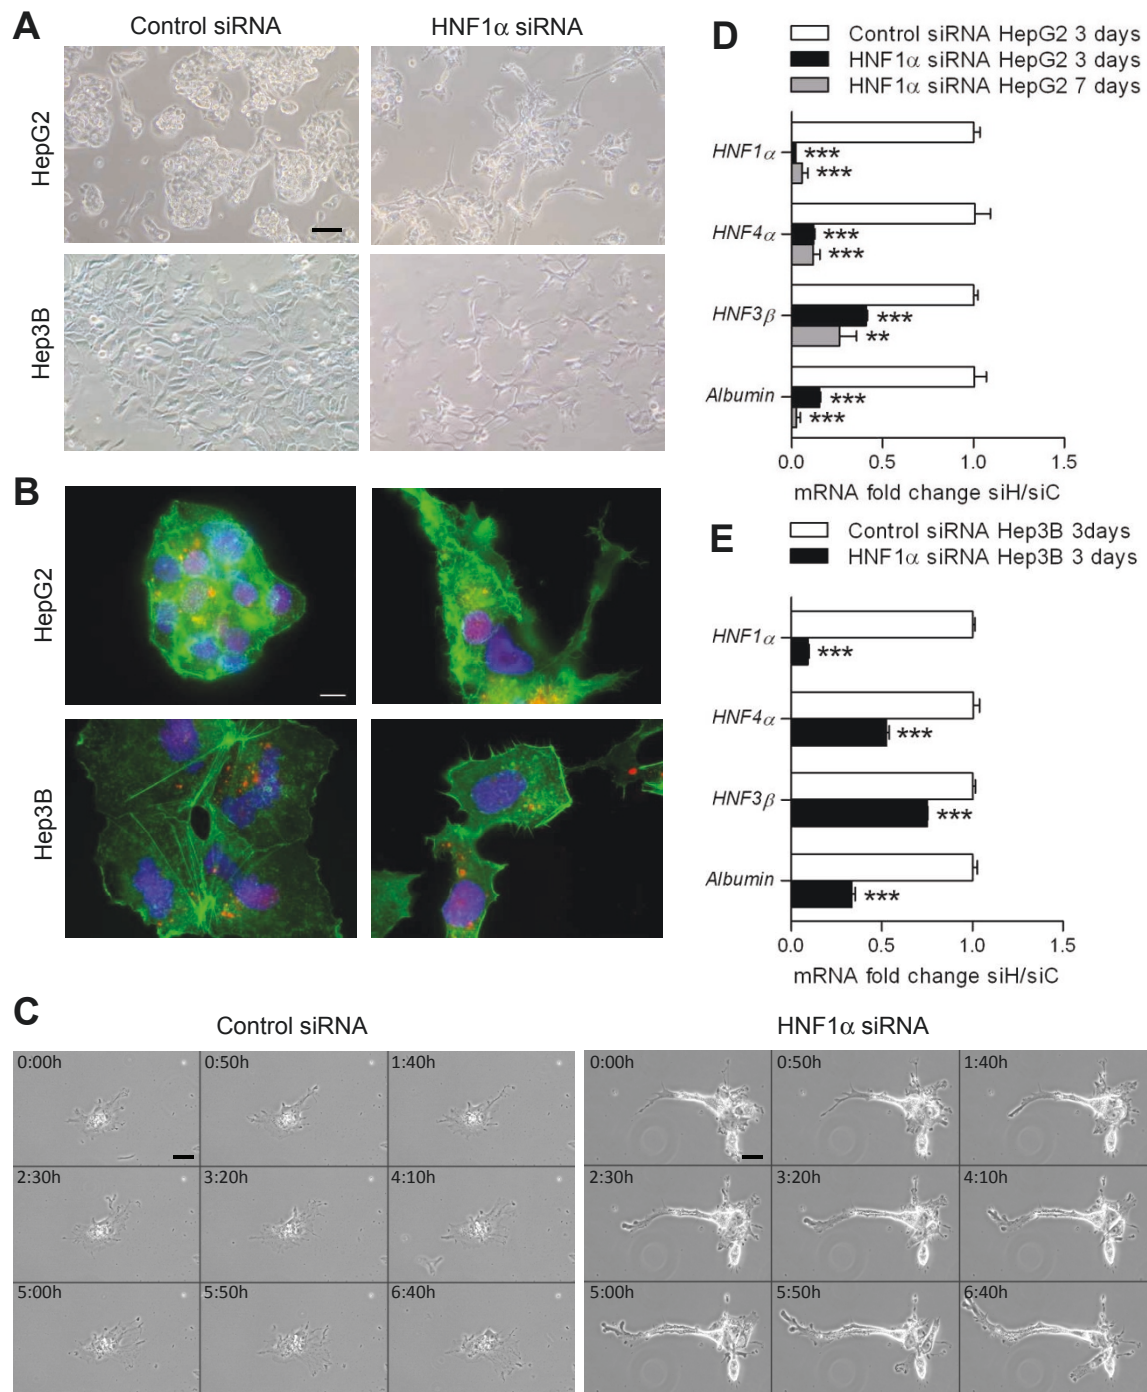 A
Control siRNA
HNF1α siRNA
HepG2
Hep3B
B
HepG2
Hep3B
C
Control siRNA
HNF1α siRNA
0:00h
0:50h
1:40h
2:30h
3:20h
4:10h
5:00h
5:50h
6:40h
0:00h
0:50h
1:40h
2:30h
3:20h
4:10h
5:00h
5:50h
6:40h
D
Control siRNA HepG2 3 days
HNF1α siRNA HepG2 3 days
HNF1α siRNA HepG2 7 days
HNF1α
***
***
HNF4α
***
***
HNF3β
***
**
Albumin
***
***
0.0 0.5 1.0 1.5
mRNA fold change siH/siC
E
Control siRNA Hep3B 3days
HNF1α siRNA Hep3B 3 days
HNF1α
***
HNF4α
***
HNF3β
***
Albumin
***
0.0 0.5 1.0 1.5
mRNA fold change siH/siC